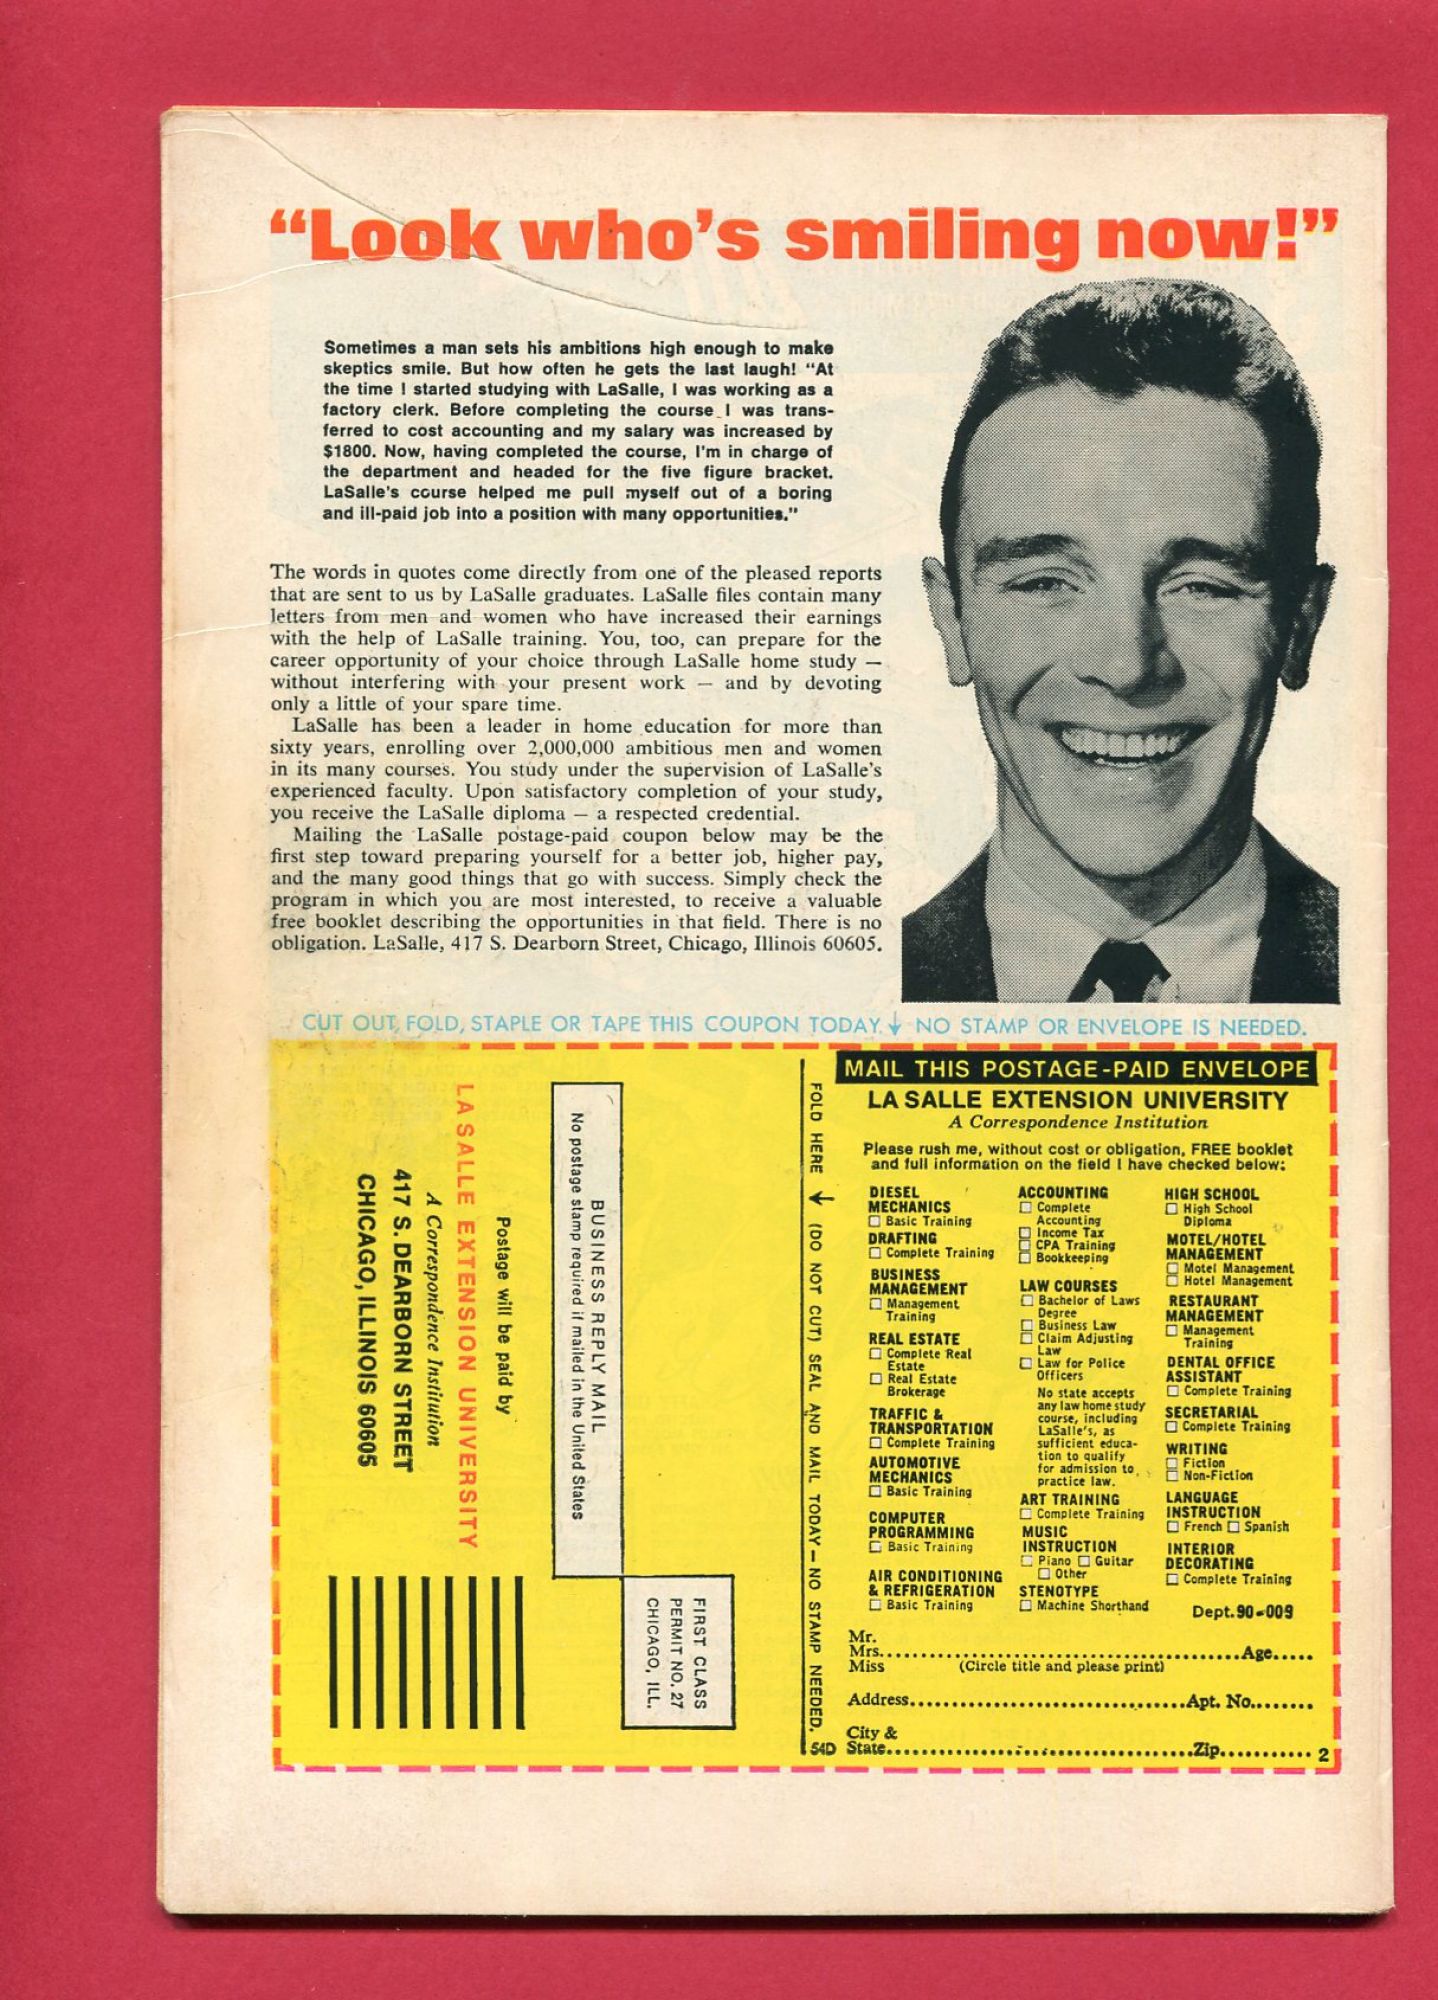 “Look who's smiling now!”
Sometimes a man sets his ambitions high enough to make
skeptics smile. But how often he gets the last laugh! “At
the time I started studying with LaSalle, I was working as a
factory clerk. Before completing the course I was trans-
ferred to cost accounting and my salary was increased by
$1800. Now, having completed the course, I'm in charge of
the department and headed for the five figure bracket.
LaSalle's course helped me pull myself out of a boring
and ill-paid job into a position with many opportunities.”
The words in quotes come directly from one of the pleased reports
that are sent to us by LaSalle graduates. LaSalle files contain many
letters from men and women who have increased their earnings
with the help of LaSalle training. You, too, can prepare for the
career opportunity of your choice through LaSalle home study —
without interfering with your present work — and by devoting
only a little of your spare time.
LaSalle has been a leader in home education for more than
sixty years, enrolling over 2,000,000 ambitious men and women
in its many courses. You study under the supervision of LaSalle's
experienced faculty. Upon satisfactory completion of your study,
you receive the LaSalle diploma — a respected credential.
Mailing the LaSalle postage-paid coupon below may be the
first step toward preparing yourself for a better job, higher pay,
and the many good things that go with success. Simply check the
program in which you are most interested, to receive a valuable
free booklet describing the opportunities in that field. There is no
obligation. LaSalle, 417 S. Dearborn Street, Chicago, Illinois 60605.
CUT OUT, FOLD, STAPLE OR TAPE THIS COUPON TODAY. ↓ NO STAMP OR ENVELOPE IS NEEDED.
FIRST CLASS
PERMIT NO. 27
CHICAGO, ILL.
BUSINESS REPLY MAIL
No postage stamp required if mailed in the United States
Postage will be paid by
LASALLE EXTENSION UNIVERSITY
A Correspondence Institution
417 S. DEARBORN STREET
CHICAGO, ILLINOIS 60605
FOLD HERE ↓ (DO NOT CUT) SEAL AND MAIL TODAY — NO STAMP NEEDED.
54D
MAIL THIS POSTAGE-PAID ENVELOPE
LA SALLE EXTENSION UNIVERSITY
A Correspondence Institution
Please rush me, without cost or obligation, FREE booklet
and full information on the field I have checked below:
DIESEL
MECHANICS
☐ Basic Training
DRAFTING
☐ Complete Training
BUSINESS
MANAGEMENT
☐ Management
Training
REAL ESTATE
☐ Complete Real
Estate
☐ Real Estate
Brokerage
TRAFFIC &
TRANSPORTATION
☐ Complete Training
AUTOMOTIVE
MECHANICS
☐ Basic Training
COMPUTER
PROGRAMMING
☐ Basic Training
AIR CONDITIONING
& REFRIGERATION
☐ Basic Training
ACCOUNTING
☐ Complete
Accounting
☐ Income Tax
☐ CPA Training
☐ Bookkeeping
LAW COURSES
☐ Bachelor of Laws
Degree
☐ Business Law
☐ Claim Adjusting
Law
☐ Law for Police
Officers
No state accepts
any law home study
course, including
LaSalle's, as
sufficient educa-
tion to qualify
for admission to
practice law.
ART TRAINING
☐ Complete Training
MUSIC
INSTRUCTION
☐ Piano ☐ Guitar
☐ Other
STENOTYPE
☐ Machine Shorthand
HIGH SCHOOL
☐ High School
Diploma
MOTEL/HOTEL
MANAGEMENT
☐ Motel Management
☐ Hotel Management
RESTAURANT
MANAGEMENT
☐ Management
Training
DENTAL OFFICE
ASSISTANT
☐ Complete Training
SECRETARIAL
☐ Complete Training
WRITING
☐ Fiction
☐ Non-Fiction
LANGUAGE
INSTRUCTION
☐ French ☐ Spanish
INTERIOR
DECORATING
☐ Complete Training
Dept. 90-009
Mr.
Mrs..........Age.....
Miss (Circle title and please print)
Address..........Apt. No........
City &
State..........Zip........... 2